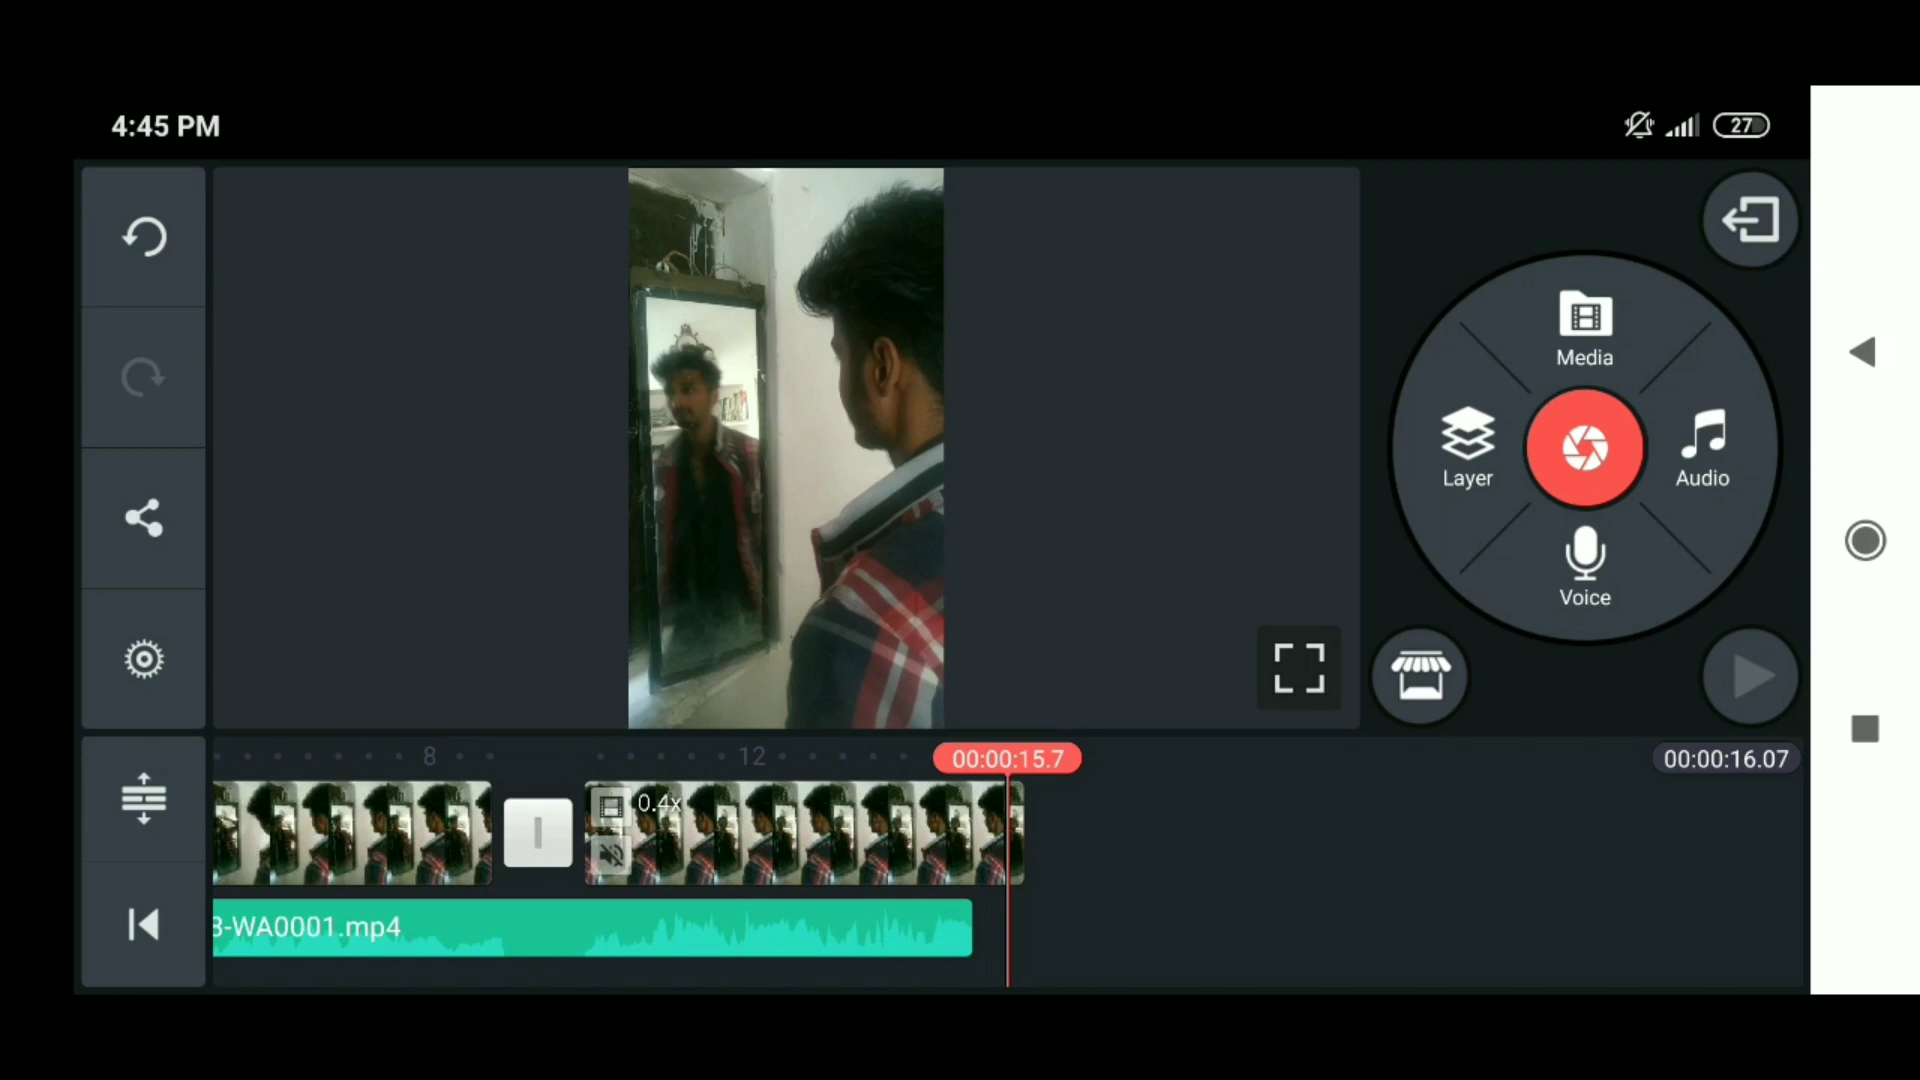 4:45 PM
27
Media
Layer
Audio
Voice
8
12
00:00:15.7
00:00:16.07
0.4x
3-WA0001.mp4